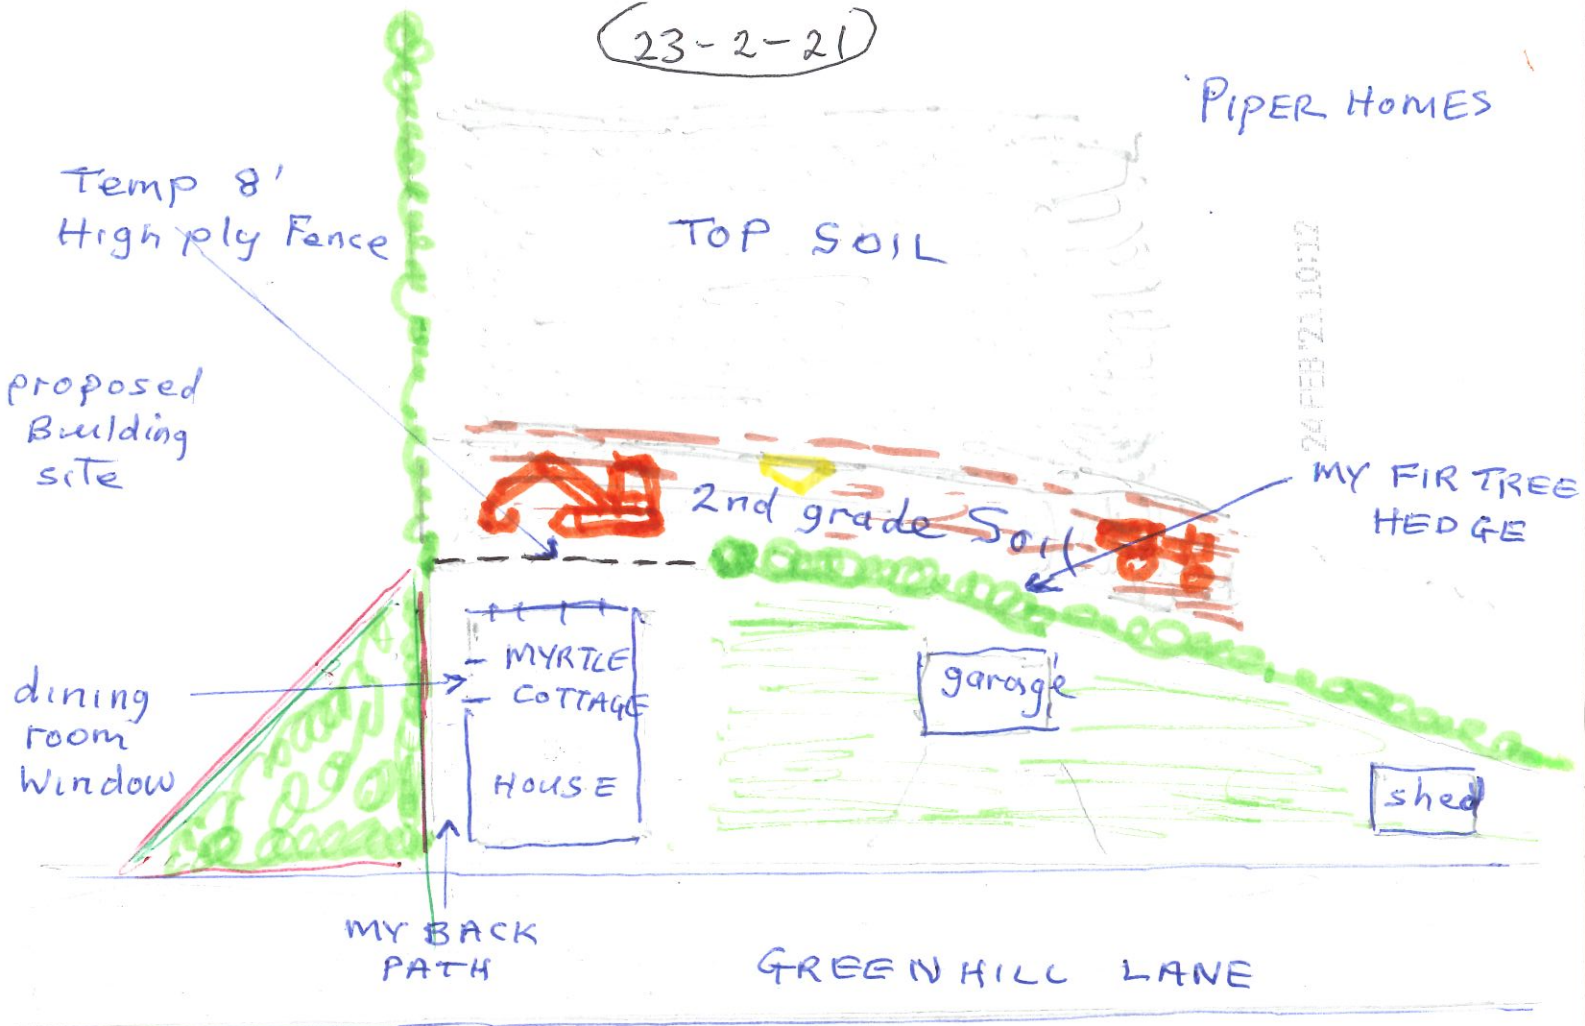 23-2-21
PIPER HOMES
Temp 8'
High ply Fence
TOP SOIL
24 FEB '21 10:12
proposed
Building
site
2nd grade Soil
MY FIR TREE
HEDGE
MYRTLE
COTTAGE
HOUSE
garage
dining
room
Window
shed
MY BACK
PATH
GREENHILL LANE